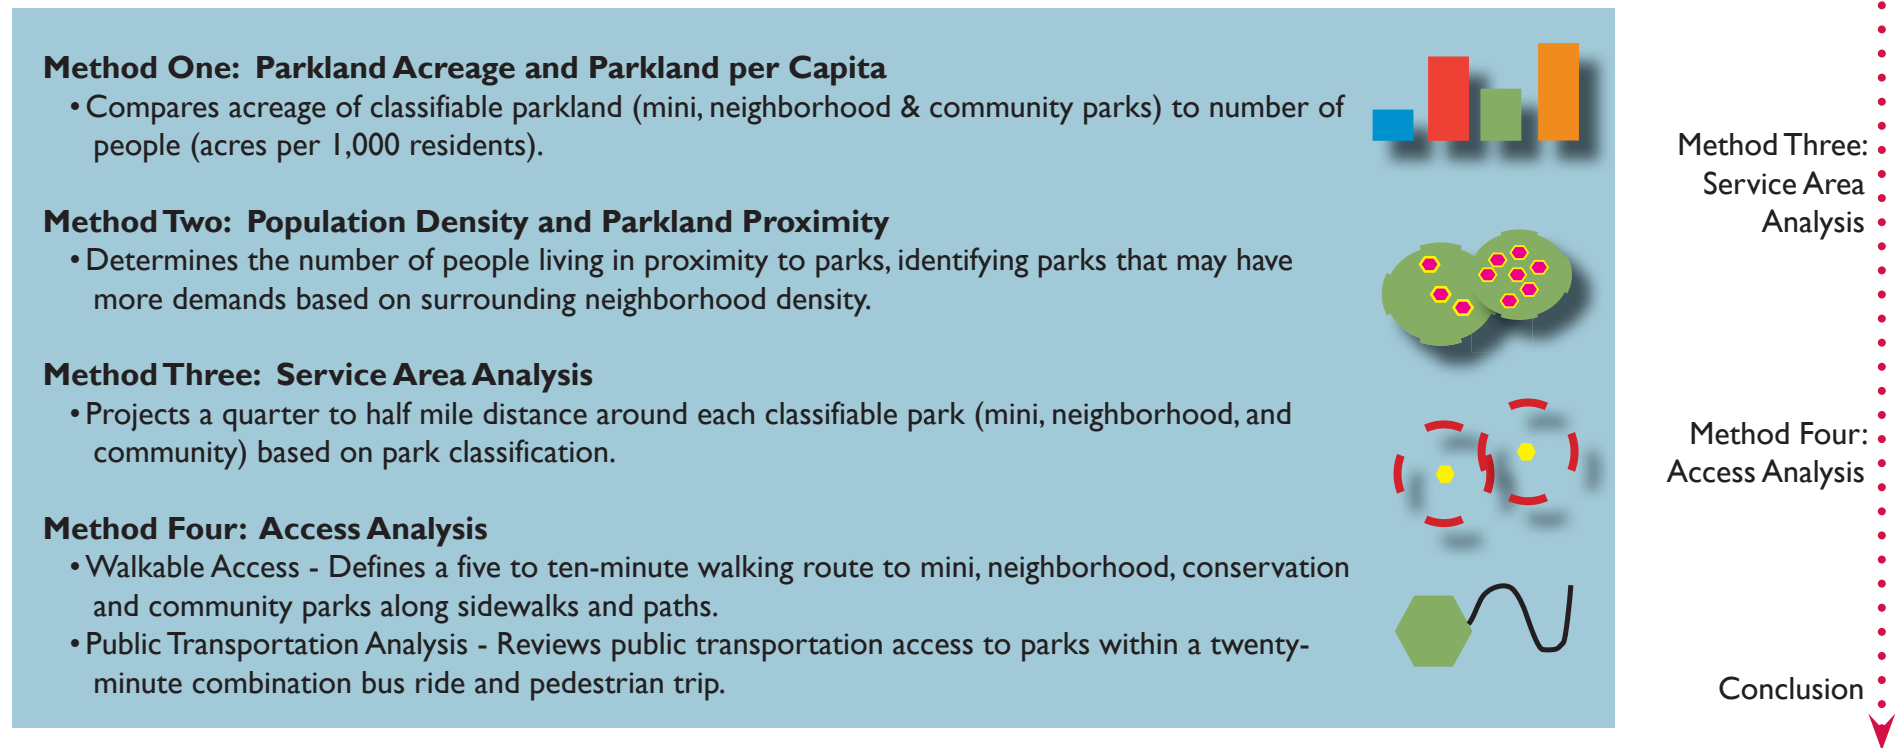 Method One: Parkland Acreage and Parkland per Capita
• Compares acreage of classifiable parkland (mini, neighborhood & community parks) to number of
people (acres per 1,000 residents).
Method Two: Population Density and Parkland Proximity
• Determines the number of people living in proximity to parks, identifying parks that may have
more demands based on surrounding neighborhood density.
Method Three: Service Area Analysis
• Projects a quarter to half mile distance around each classifiable park (mini, neighborhood, and
community) based on park classification.
Method Four: Access Analysis
• Walkable Access - Defines a five to ten-minute walking route to mini, neighborhood, conservation
and community parks along sidewalks and paths.
• Public Transportation Analysis - Reviews public transportation access to parks within a twenty-
minute combination bus ride and pedestrian trip.
Method Three:
Service Area
Analysis
Method Four:
Access Analysis
Conclusion